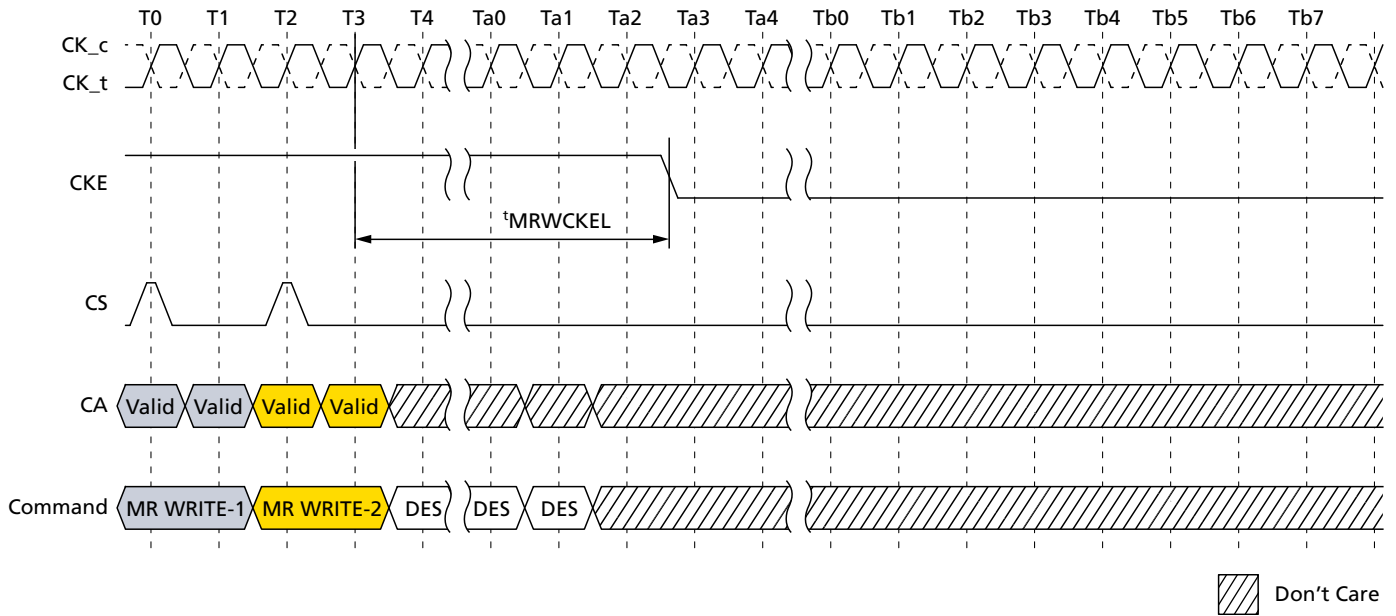 T0 T1 T2 T3 T4 Ta0 Ta1 Ta2 Ta3 Ta4 Tb0 Tb1 Tb2 Tb3 Tb4 Tb5 Tb6 Tb7
CK_c
CK_t
CKE
tMRWCKEL
CS
CA Valid Valid Valid Valid
Command MR WRITE-1 MR WRITE-2 DES DES DES
Don't Care